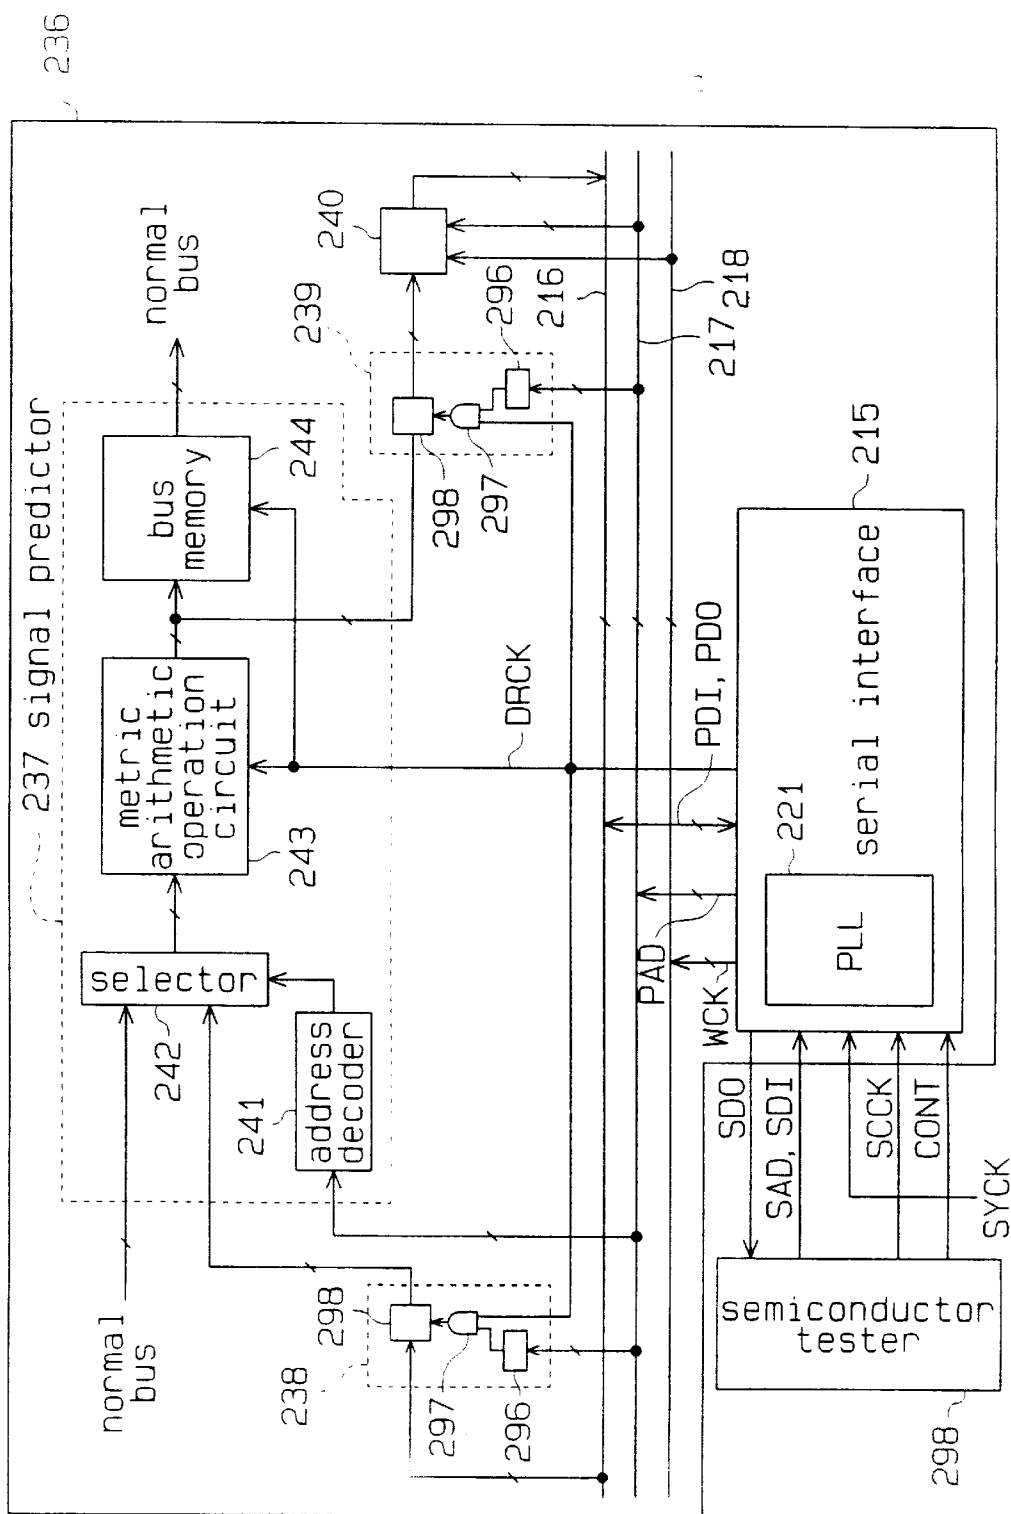 236
237 signal predictor
normal
bus
selector
242
address
decoder
241
metric
arithmetic
operation
circuit
243
bus
memory
244
normal
bus
238
298
297
296
239
298
297
296
240
216
217
218
DRCK
PDI, PDO
PAD
WCK
serial interface
215
PLL
221
SDO
SAD, SDI
SCCK
CONT
SYCK
semiconductor
tester
298